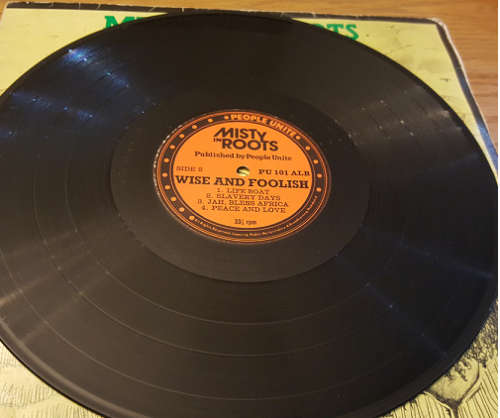 PEOPLE UNITE
MISTY
IN
ROOTS
Published by People Unite
SIDE 2 PU 101 ALB
WISE AND FOOLISH
1. LIFE BOAT
2. SLAVERY DAYS
3. JAH, BLESS AFRICA
4. PEACE AND LOVE
33⅓ rpm